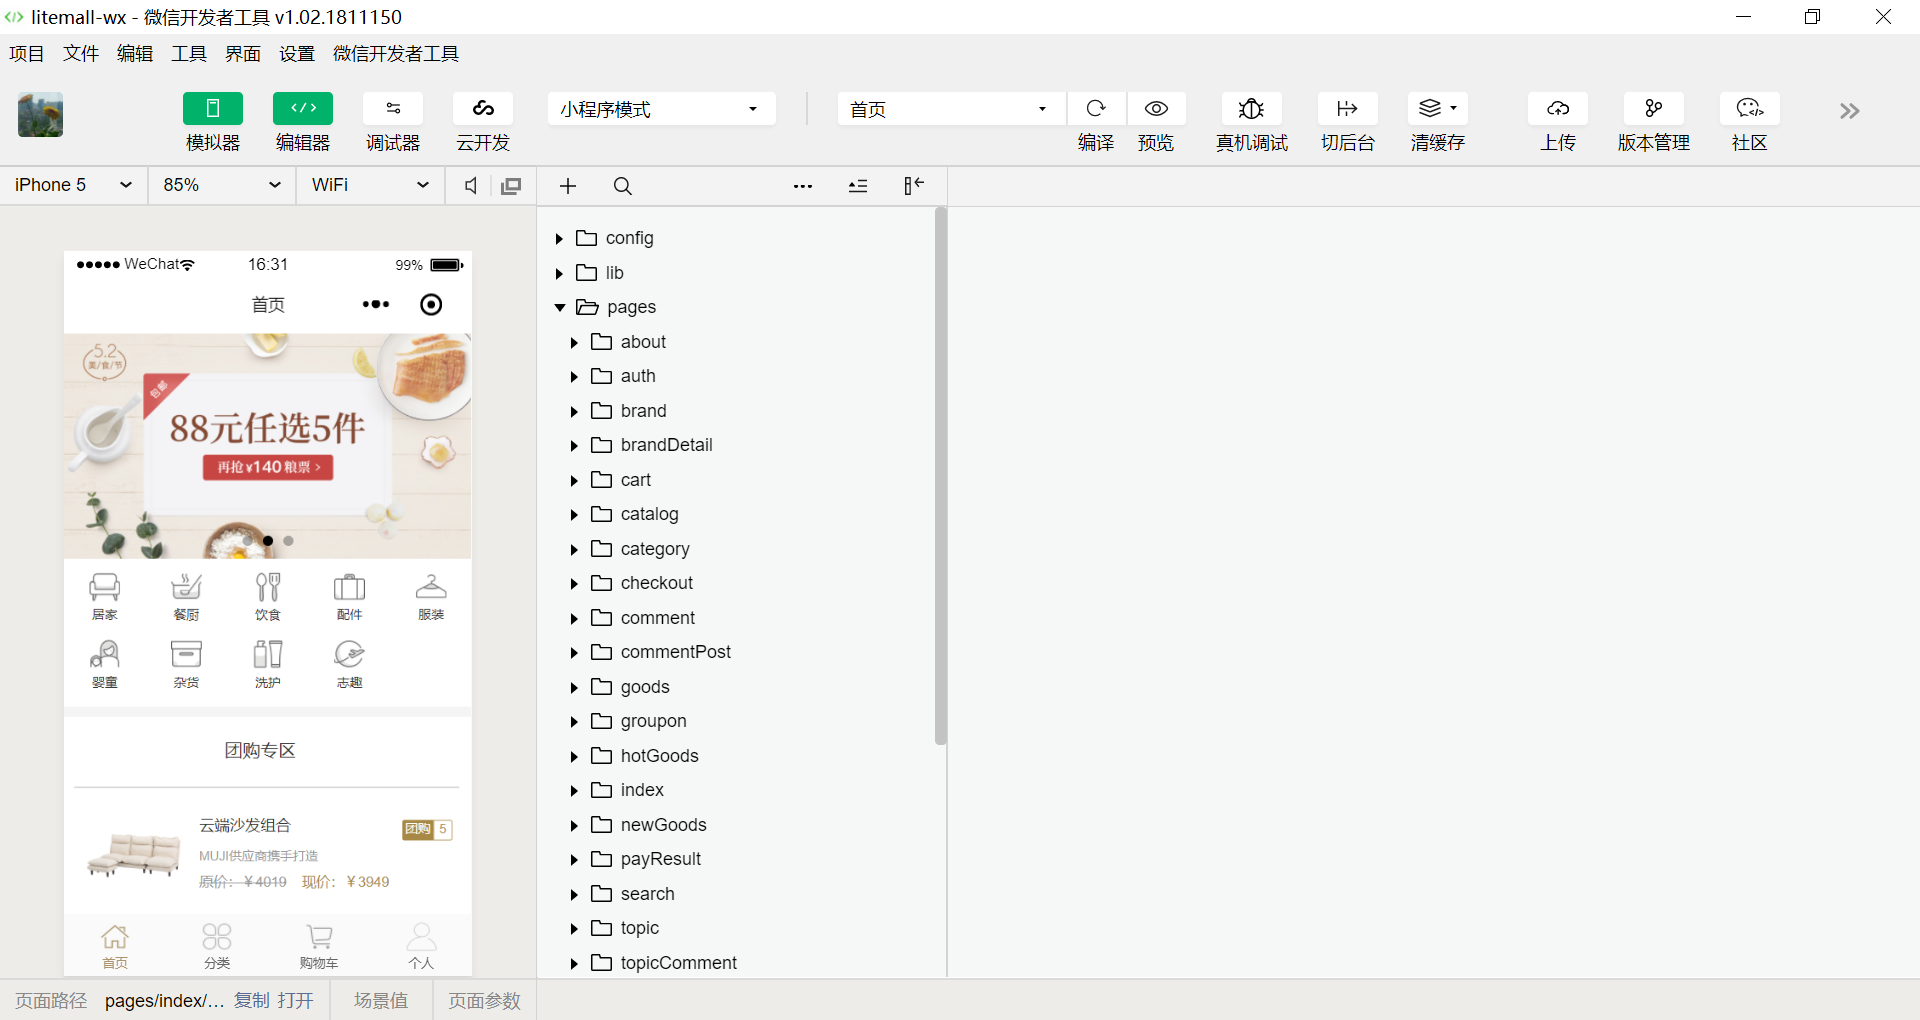 litemall-wx - 微信开发者工具 v1.02.1811150
项目 文件 编辑 工具 界面 设置 微信开发者工具
小程序模式 首页
模拟器 编辑器 调试器 云开发 编译 预览 真机调试 切后台 清缓存 上传 版本管理 社区
iPhone 5 85% WiFi
WeChat 16:31 99%
首页
5.2
美/食/节
包邮
88元任选5件
再抢¥140粮票 >
居家 餐厨 饮食 配件 服装
婴童 杂货 洗护 志趣
团购专区
云端沙发组合
团购 5
MUJI供应商携手打造
原价：￥4019 现价：￥3949
首页 分类 购物车 个人
config
lib
pages
about
auth
brand
brandDetail
cart
catalog
category
checkout
comment
commentPost
goods
groupon
hotGoods
index
newGoods
payResult
search
topic
topicComment
页面路径 pages/index/... 复制 打开 场景值 页面参数